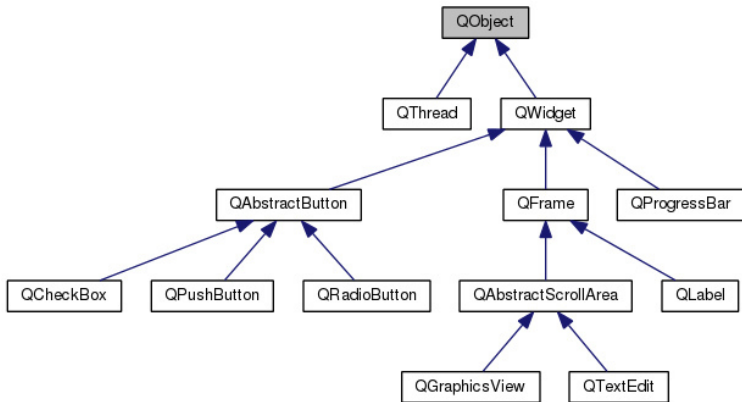 QObject
QThread
QWidget
QAbstractButton
QFrame
QProgressBar
QCheckBox
QPushButton
QRadioButton
QAbstractScrollArea
QLabel
QGraphicsView
QTextEdit